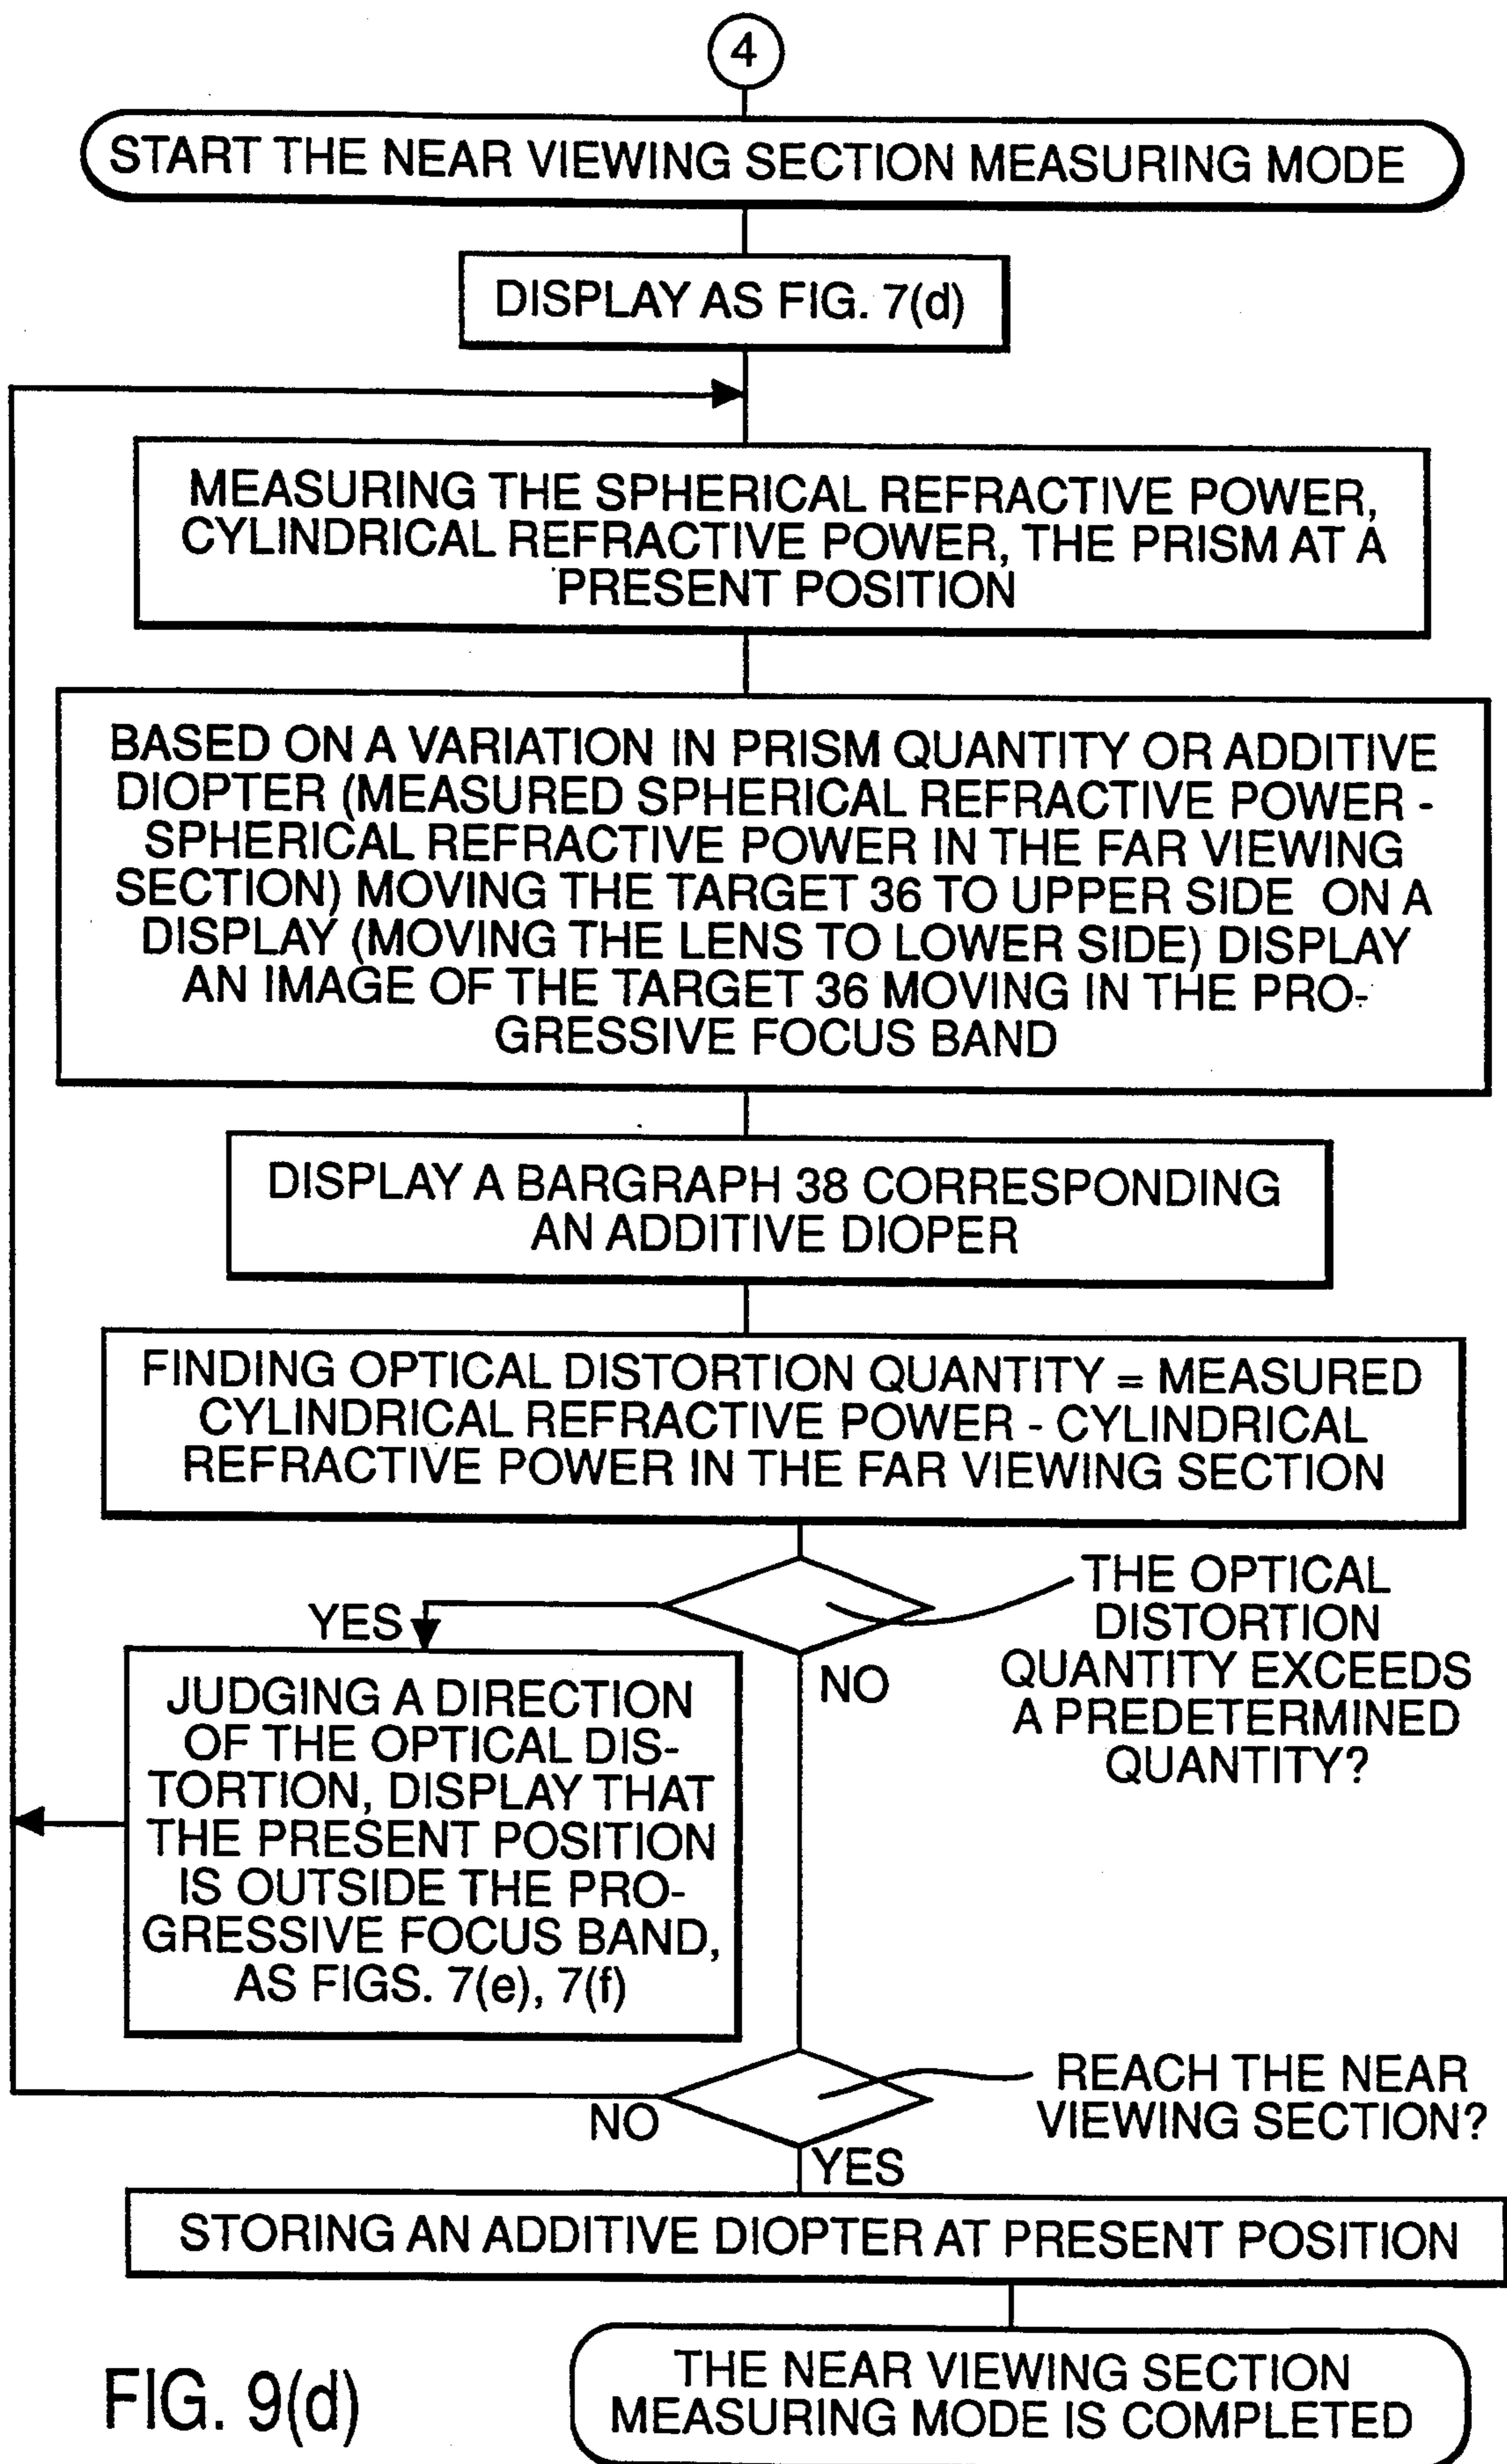 4
START THE NEAR VIEWING SECTION MEASURING MODE
DISPLAY AS FIG. 7(d)
MEASURING THE SPHERICAL REFRACTIVE POWER,
CYLINDRICAL REFRACTIVE POWER, THE PRISM AT A
PRESENT POSITION
BASED ON A VARIATION IN PRISM QUANTITY OR ADDITIVE
DIOPTER (MEASURED SPHERICAL REFRACTIVE POWER -
SPHERICAL REFRACTIVE POWER IN THE FAR VIEWING
SECTION) MOVING THE TARGET 36 TO UPPER SIDE ON A
DISPLAY (MOVING THE LENS TO LOWER SIDE) DISPLAY
AN IMAGE OF THE TARGET 36 MOVING IN THE PRO-
GRESSIVE FOCUS BAND
DISPLAY A BARGRAPH 38 CORRESPONDING
AN ADDITIVE DIOPER
FINDING OPTICAL DISTORTION QUANTITY = MEASURED
CYLINDRICAL REFRACTIVE POWER - CYLINDRICAL
REFRACTIVE POWER IN THE FAR VIEWING SECTION
THE OPTICAL
DISTORTION
QUANTITY EXCEEDS
A PREDETERMINED
QUANTITY?
YES
NO
JUDGING A DIRECTION
OF THE OPTICAL DIS-
TORTION, DISPLAY THAT
THE PRESENT POSITION
IS OUTSIDE THE PRO-
GRESSIVE FOCUS BAND,
AS FIGS. 7(e), 7(f)
REACH THE NEAR
VIEWING SECTION?
NO
YES
STORING AN ADDITIVE DIOPTER AT PRESENT POSITION
THE NEAR VIEWING SECTION
MEASURING MODE IS COMPLETED
FIG. 9(d)